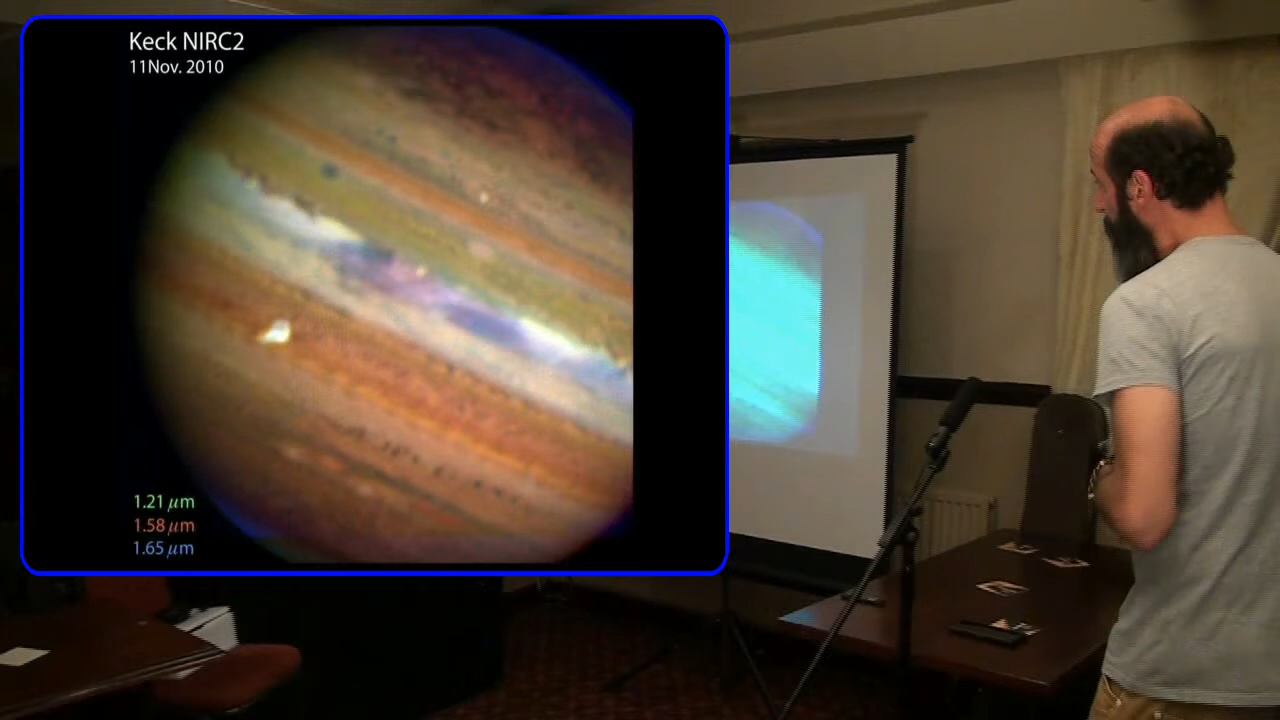 Keck NIRC2
11Nov. 2010
1.21 μm
1.58 μm
1.65 μm